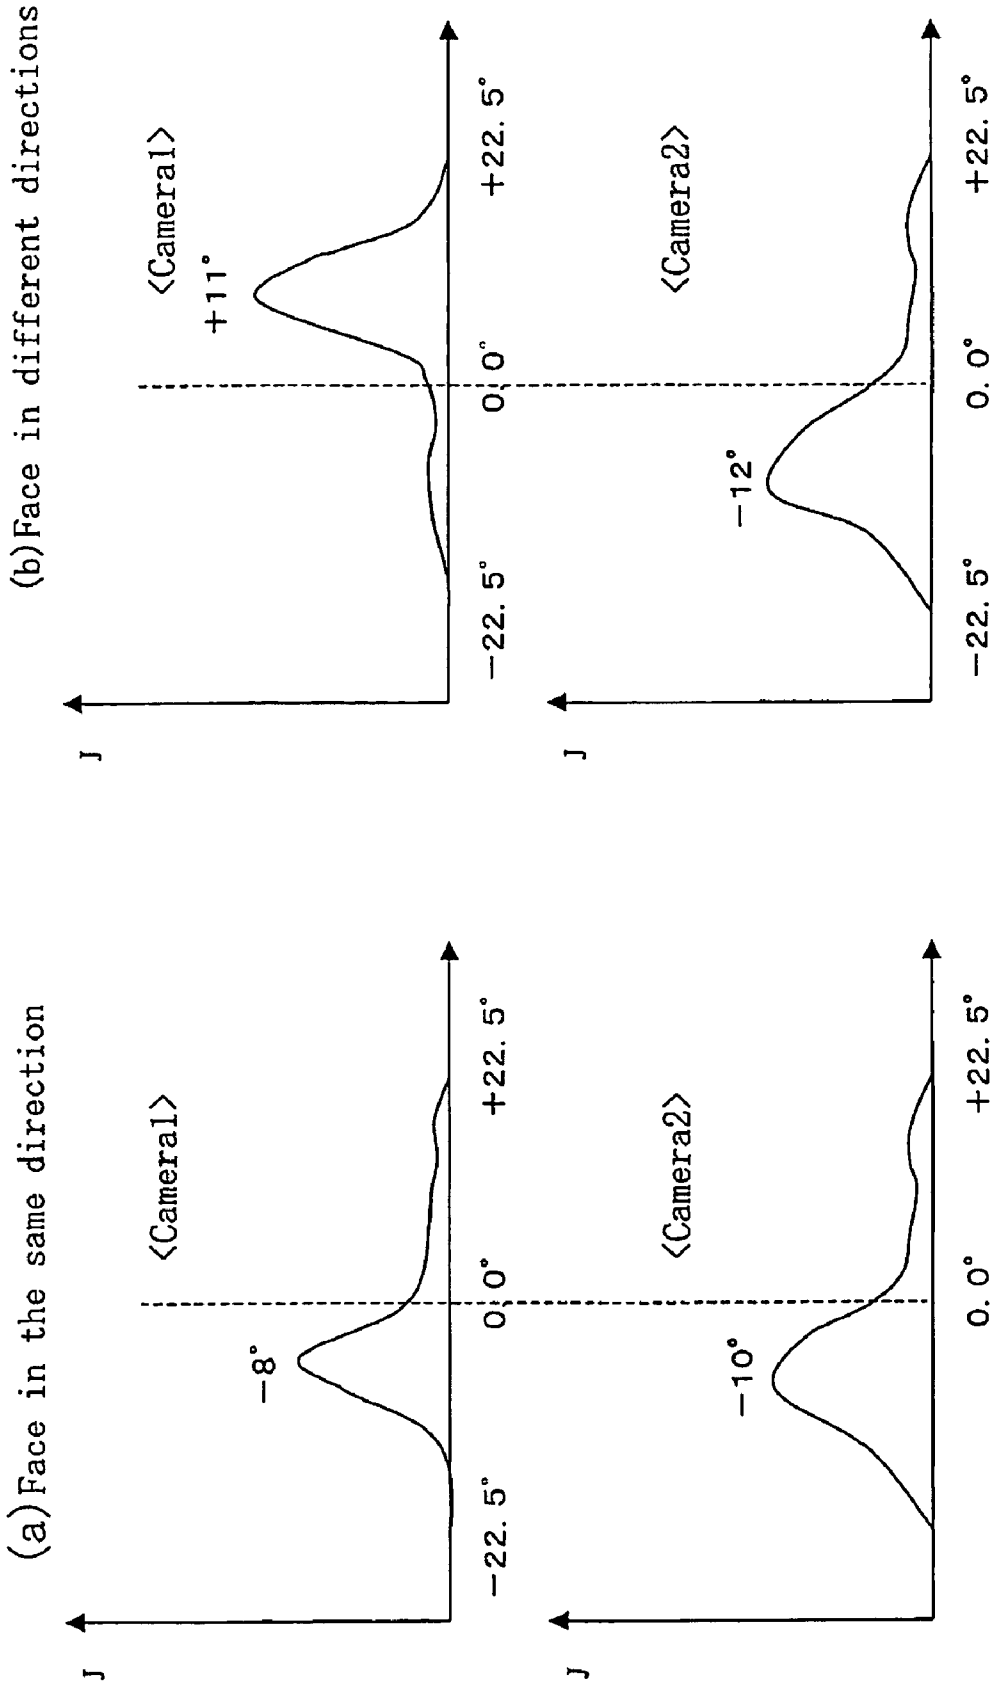 (a)Face in the same direction
J
<Camera1>
−8°
−22. 5°
0. 0°
+22. 5°
J
<Camera2>
−10°
0. 0°
+22. 5°
(b)Face in different directions
J
<Camera1>
+11°
−22. 5°
0. 0°
+22. 5°
J
<Camera2>
−12°
−22. 5°
0. 0°
+22. 5°